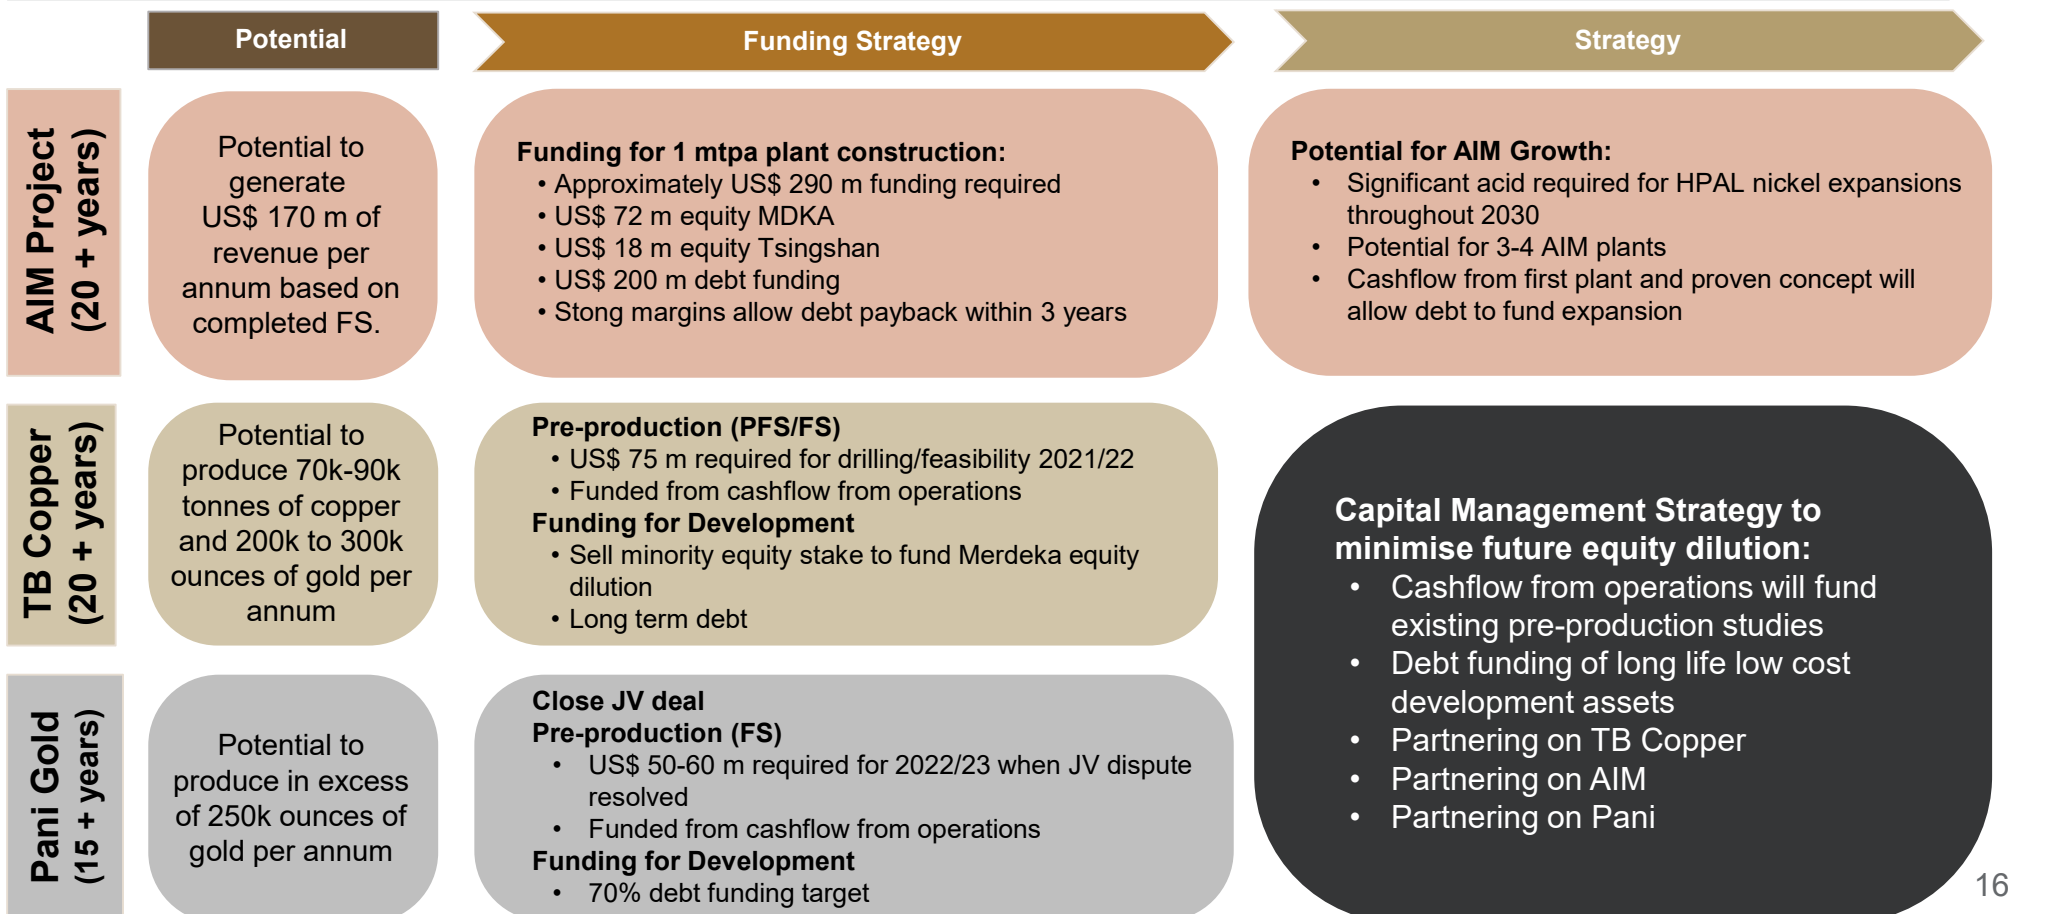 Potential
Funding Strategy
Strategy
AIM Project
(20 + years)
Potential to
generate
US$ 170 m of
revenue per
annum based on
completed FS.
Funding for 1 mtpa plant construction:
• Approximately US$ 290 m funding required
• US$ 72 m equity MDKA
• US$ 18 m equity Tsingshan
• US$ 200 m debt funding
• Stong margins allow debt payback within 3 years
Potential for AIM Growth:
• Significant acid required for HPAL nickel expansions
throughout 2030
• Potential for 3-4 AIM plants
• Cashflow from first plant and proven concept will
allow debt to fund expansion
TB Copper
(20 + years)
Potential to
produce 70k-90k
tonnes of copper
and 200k to 300k
ounces of gold per
annum
Pre-production (PFS/FS)
• US$ 75 m required for drilling/feasibility 2021/22
• Funded from cashflow from operations
Funding for Development
• Sell minority equity stake to fund Merdeka equity
dilution
• Long term debt
Capital Management Strategy to
minimise future equity dilution:
• Cashflow from operations will fund
existing pre-production studies
• Debt funding of long life low cost
development assets
• Partnering on TB Copper
• Partnering on AIM
• Partnering on Pani
Pani Gold
(15 + years)
Potential to
produce in excess
of 250k ounces of
gold per annum
Close JV deal
Pre-production (FS)
• US$ 50-60 m required for 2022/23 when JV dispute
resolved
• Funded from cashflow from operations
Funding for Development
• 70% debt funding target
16